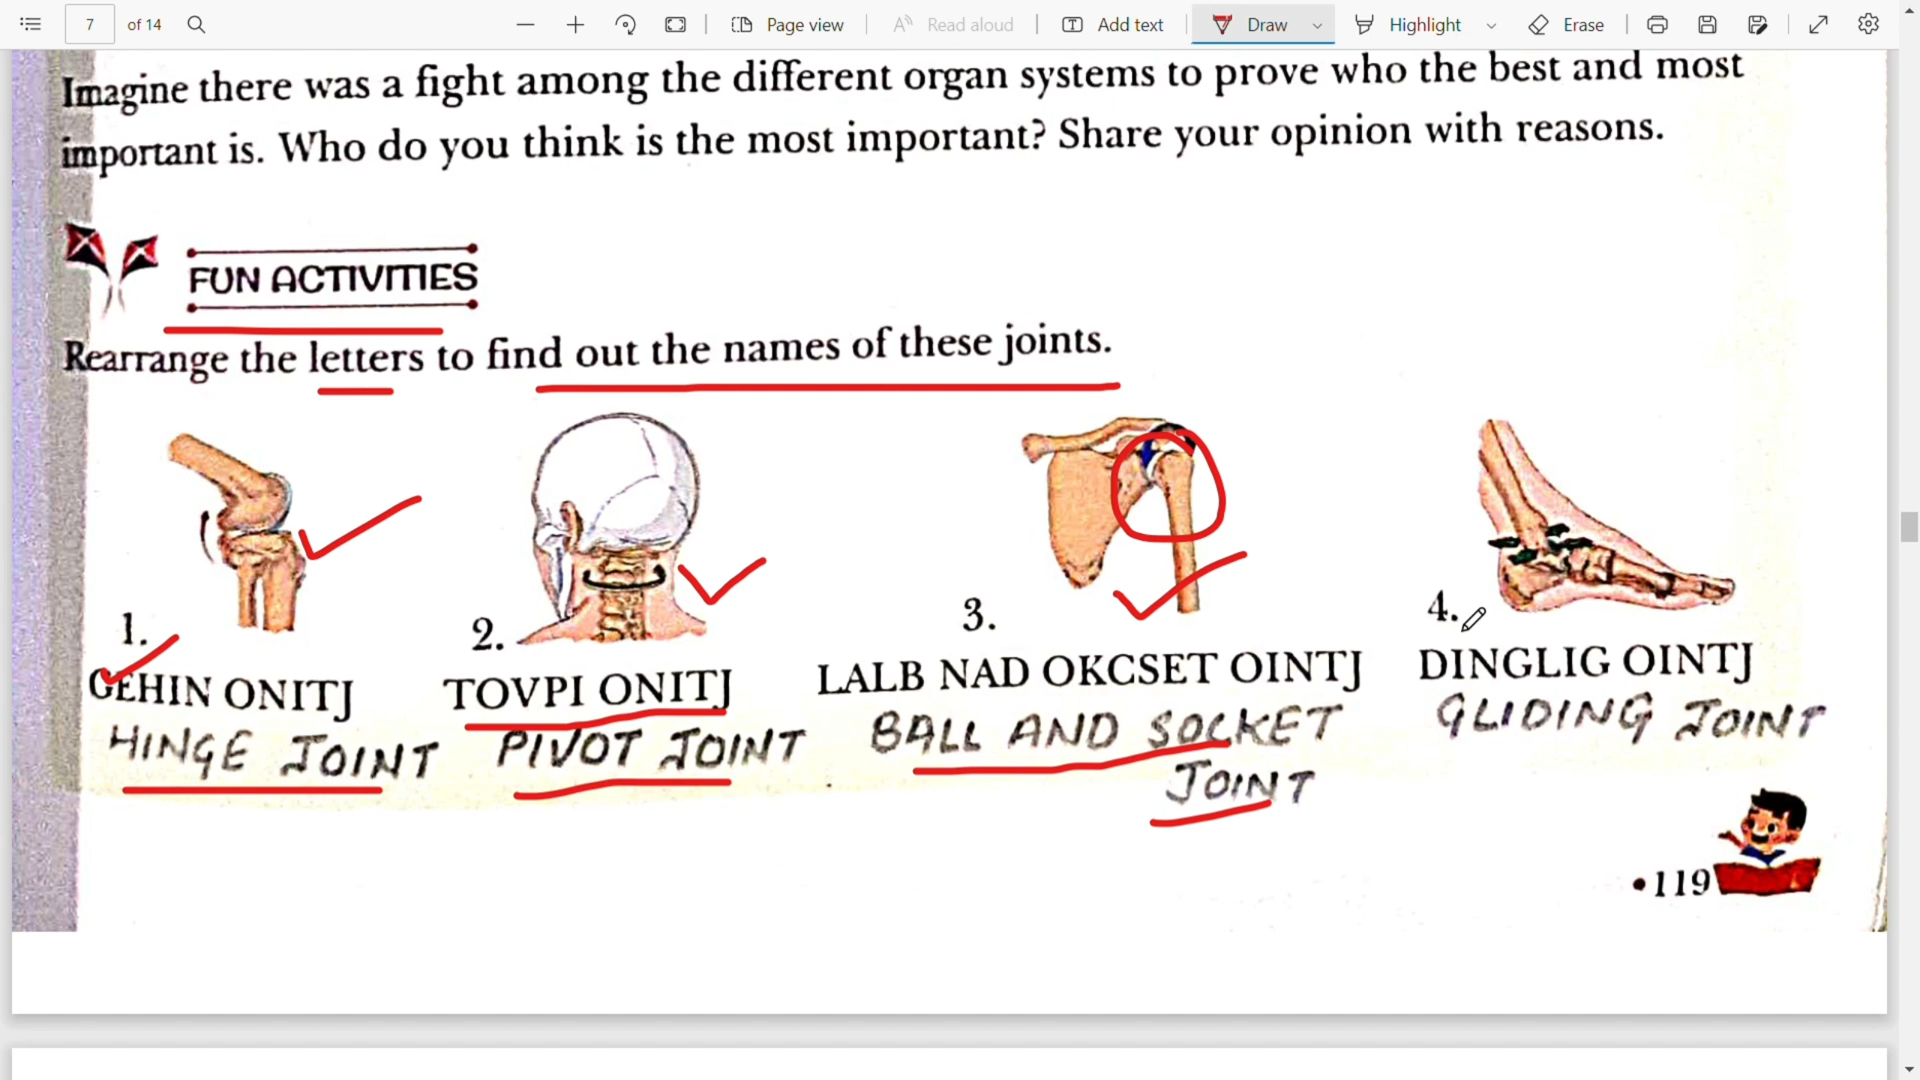 7 of 14 Page view Read aloud Add text Draw Highlight Erase
Imagine there was a fight among the different organ systems to prove who the best and most
important is. Who do you think is the most important? Share your opinion with reasons.
FUN ACTIVITIES
Rearrange the letters to find out the names of these joints.
1. 2. 3. 4.
GEHIN ONITJ TOVPI ONITJ LALB NAD OKCSET OINTJ DINGLIG OINTJ
HINGE JOINT PIVOT JOINT BALL AND SOCKET GLIDING JOINT
JOINT
•119